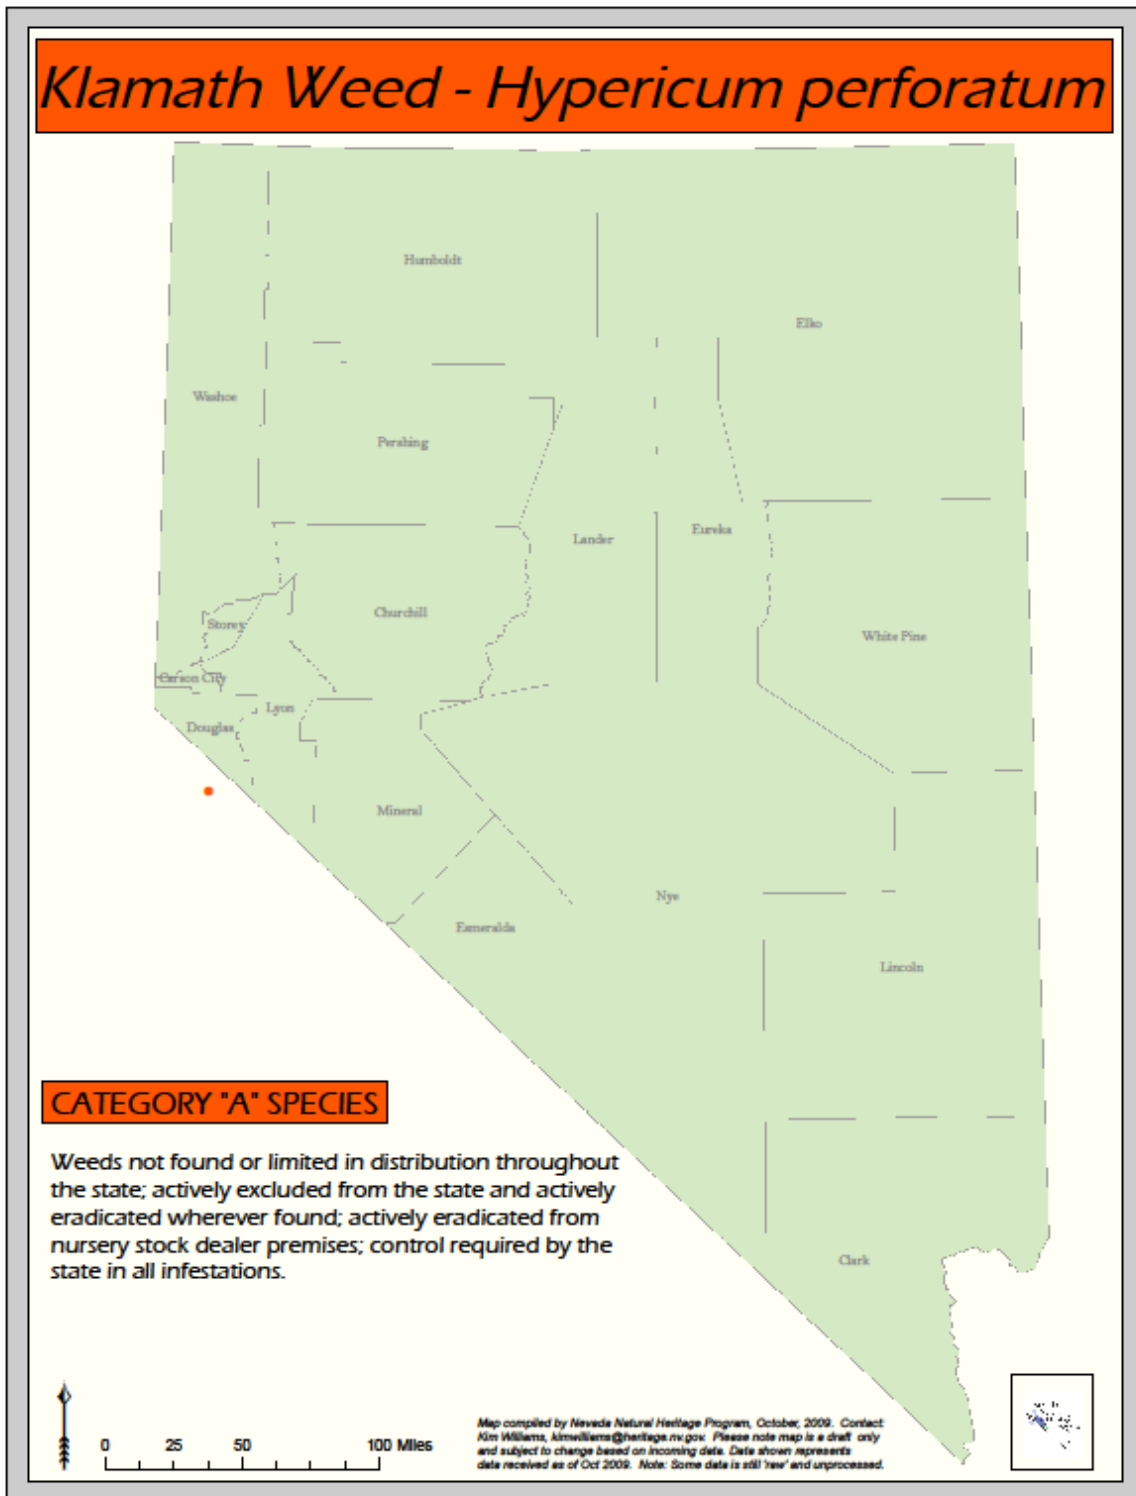 Klamath Weed - Hypericum perforatum
Humboldt
Elko
Washoe
Pershing
Lander
Eureka
Churchill
Storey
White Pine
Carson City
Lyon
Douglas
Mineral
Nye
Esmeralda
Lincoln
CATEGORY "A" SPECIES
Weeds not found or limited in distribution throughout
the state; actively excluded from the state and actively
eradicated wherever found; actively eradicated from
nursery stock dealer premises; control required by the
state in all infestations.
Clark
0 25 50 100 Miles
Map compiled by Nevada Natural Heritage Program, October, 2009. Contact:
Kim Williams, kimwilliams@heritage.nv.gov. Please note map is a draft only
and subject to change based on incoming data. Data shown represents
data received as of Oct 2009. Note: Some data is still 'raw' and unprocessed.